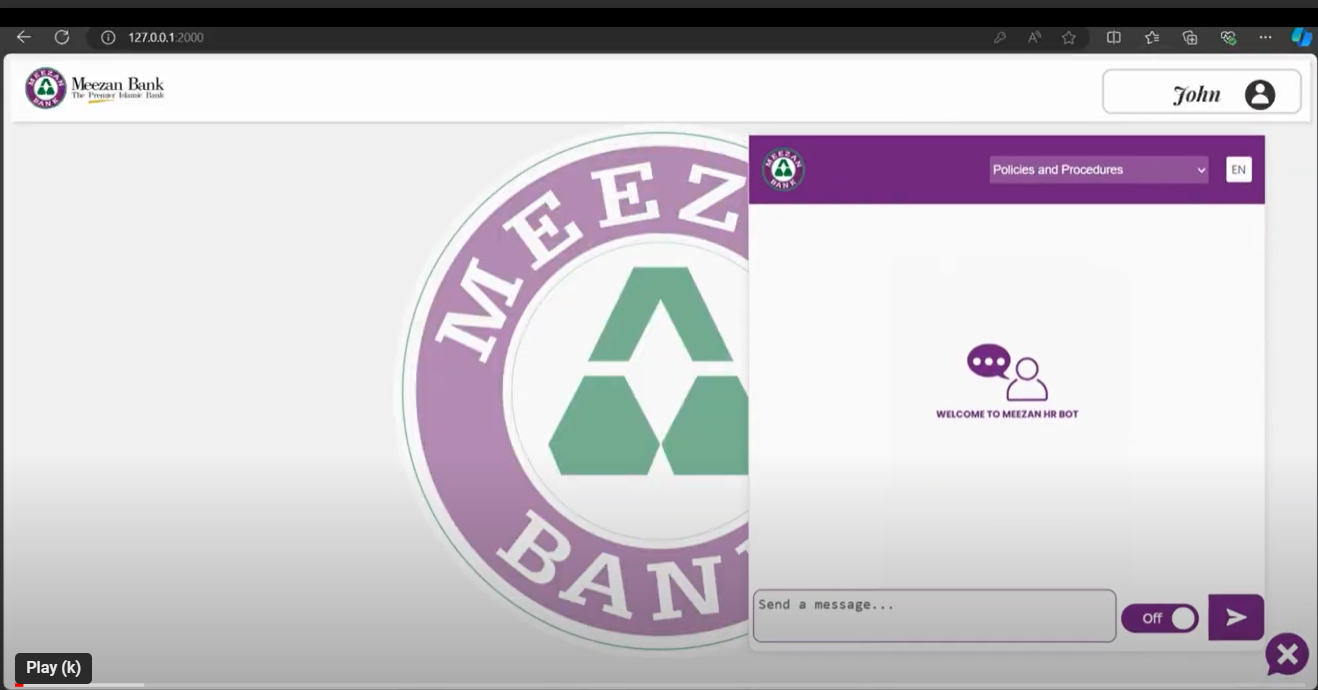 127.0.0.1:2000
MEEZAN BANK
Meezan Bank
The Premier Islamic Bank
John
MEEZ
BAN
MEEZAN BANK
Policies and Procedures
EN
WELCOME TO MEEZAN HR BOT
Send a message...
Off
Play (k)